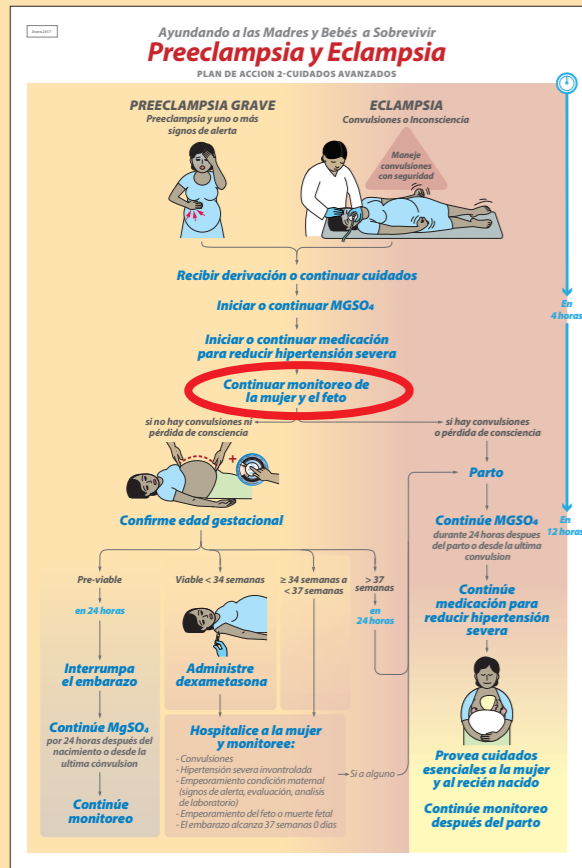 Enero 2017
Ayundando a las Madres y Bebés a Sobrevivir
Preeclampsia y Eclampsia
PLAN DE ACCION 2-CUIDADOS AVANZADOS
PREECLAMPSIA GRAVE
Preeclampsia y uno o más
signos de alerta
ECLAMPSIA
Convulsiones o Inconsciencia
Maneje
convulsiones
con seguridad
Recibir derivación o continuar cuidados
Iniciar o continuar MGSO₄
Iniciar o continuar medicación
para reducir hipertensión severa
Continuar monitoreo de
la mujer y el feto
En
4 horas
si no hay convulsiones ni
pérdida de consciencia
+
Confirme edad gestacional
si hay convulsiones
o pérdida de consciencia
Parto
Continúe MGSO₄
durante 24 horas despues
del parto o desde la ultima
convulsion
En
12 horas
Continúe
medicación para
reducir hipertensión
severa
Provea cuidados
esenciales a la mujer
y al recién nacido
Continúe monitoreo
después del parto
Pre-viable
en 24 horas
Interrumpa
el embarazo
Continúe MgSO₄
por 24 horas después del
nacimiento o desde la
ultima cónvulsion
Continúe
monitoreo
Viable < 34 semanas
Administre
dexametasona
≥ 34 semanas a
< 37 semanas
> 37
semanas
en
24 horas
Hospitalice a la mujer
y monitoree:
- Convulsiones
- Hipertensión severa invontrolada
- Empeoramiento condición maternal
(signos de alerta, evaluación, analisis
de laboratorio)
- Empeoramiento del feto o muerte fetal
- El embarazo alcanza 37 semanas 0 dias
Si a alguno